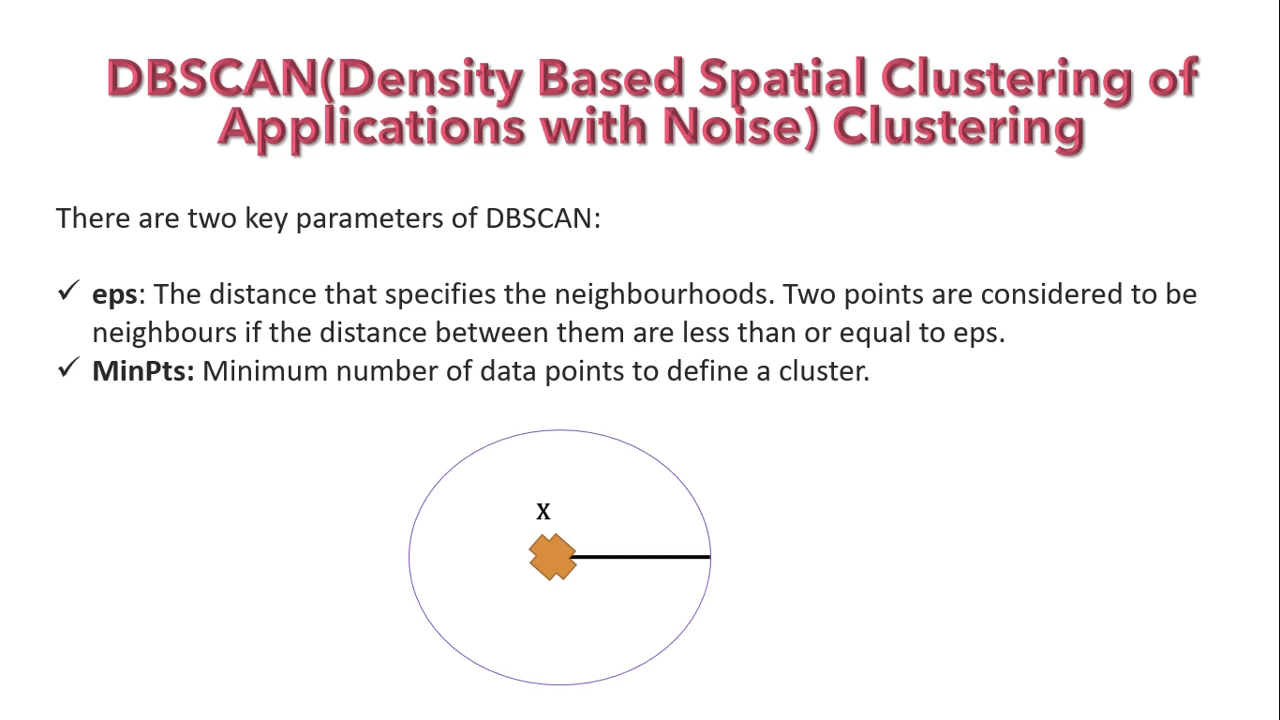 DBSCAN(Density Based Spatial Clustering of
Applications with Noise) Clustering
There are two key parameters of DBSCAN:
✓ eps: The distance that specifies the neighbourhoods. Two points are considered to be
neighbours if the distance between them are less than or equal to eps.
✓ MinPts: Minimum number of data points to define a cluster.
X